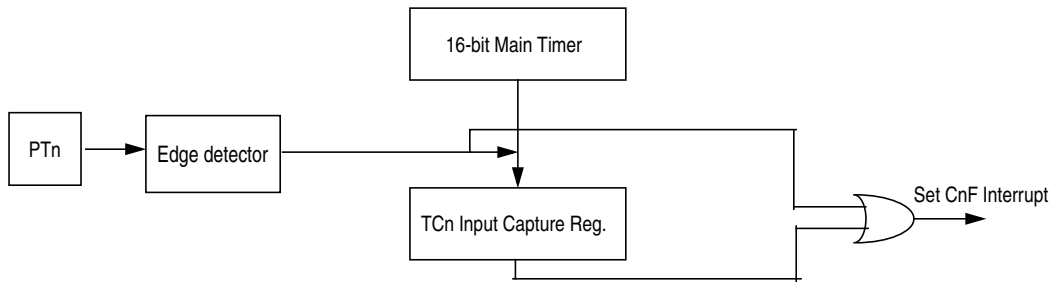 16-bit Main Timer
PTn
Edge detector
Set CnF Interrupt
TCn Input Capture Reg.